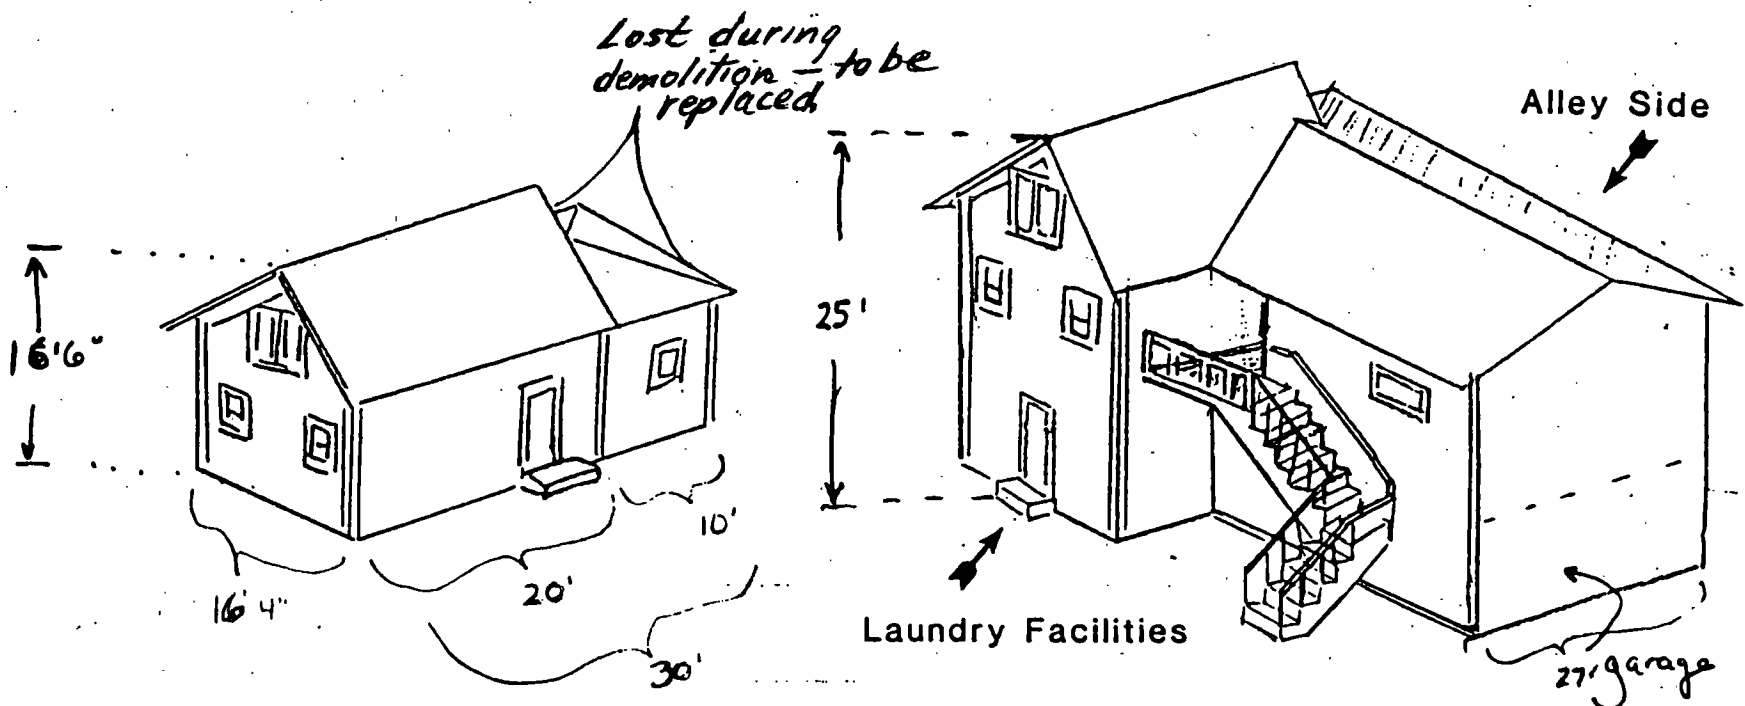 Lost during
demolition – to be
replaced
Alley Side
16'6"
25'
10'
20'
16' 4"
30'
Laundry Facilities
27'
garage